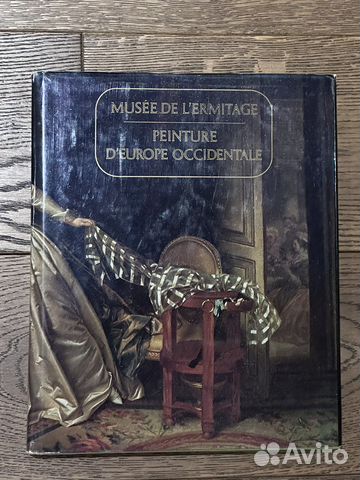 MUSÉE DE L'ERMITAGE
PEINTURE
D'EUROPE OCCIDENTALE
Avito